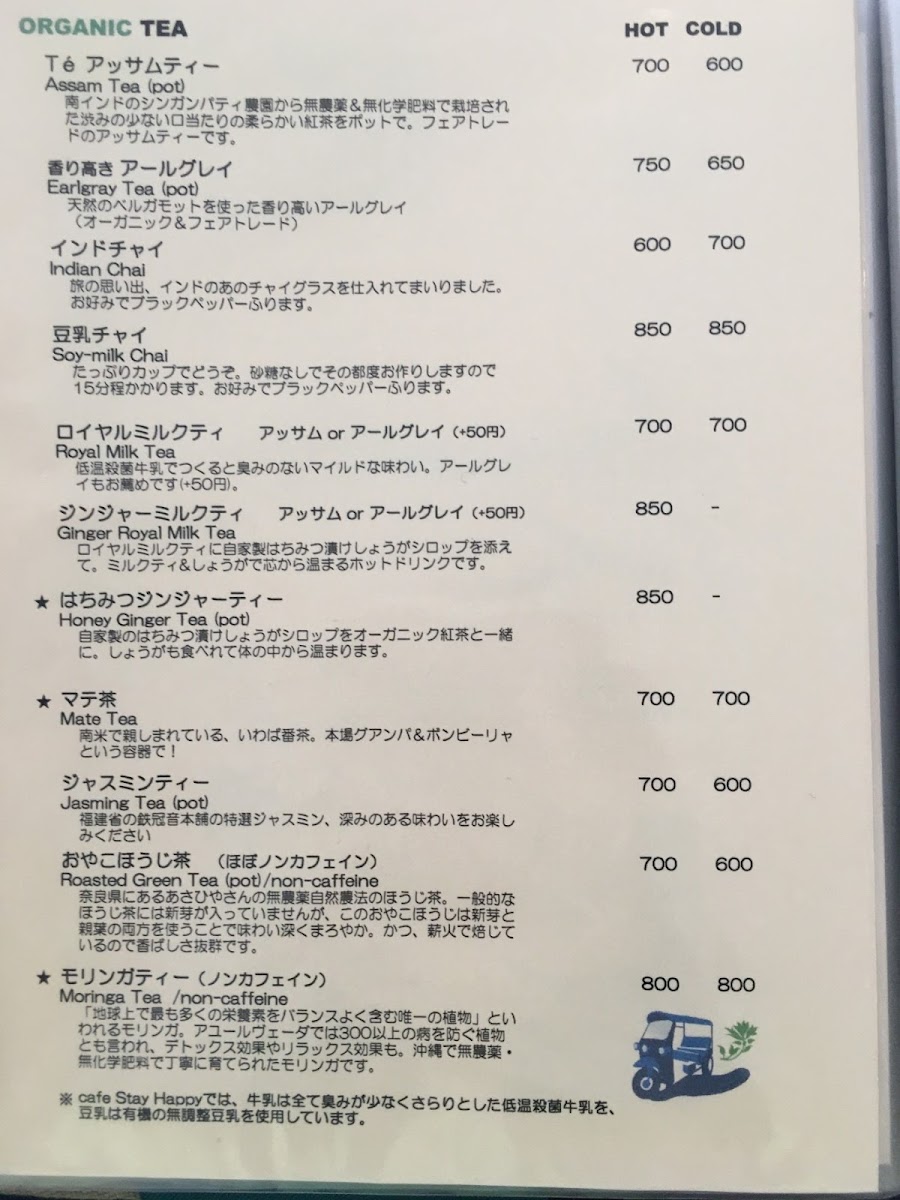 ORGANIC TEA HOT COLD
Té アッサムティー 700 600
Assam Tea (pot)
南インドのシンガンパティ農園から無農薬＆無化学肥料で栽培され
た渋みの少ない口当たりの柔らかい紅茶をポットで。フェアトレー
ドのアッサムティーです。
香り高き アールグレイ 750 650
Earlgray Tea (pot)
天然のベルガモットを使った香り高いアールグレイ
（オーガニック＆フェアトレード）
インドチャイ 600 700
Indian Chai
旅の思い出、インドのあのチャイグラスを仕入れてまいりました。
お好みでブラックペッパーふります。
豆乳チャイ 850 850
Soy-milk Chai
たっぷりカップでどうぞ。砂糖なしでその都度お作りしますので
15分程かかります。お好みでブラックペッパーふります。
ロイヤルミルクティ アッサム or アールグレイ (+50円) 700 700
Royal Milk Tea
低温殺菌牛乳でつくると臭みのないマイルドな味わい。アールグレ
イもお薦めです(+50円)。
ジンジャーミルクティ アッサム or アールグレイ (+50円) 850 -
Ginger Royal Milk Tea
ロイヤルミルクティに自家製はちみつ漬けしょうがシロップを添え
て。ミルクティ&しょうがで芯から温まるホットドリンクです。
★ はちみつジンジャーティー 850 -
Honey Ginger Tea (pot)
自家製のはちみつ漬けしょうがシロップをオーガニック紅茶と一緒
に。しょうがも食べれて体の中から温まります。
★ マテ茶 700 700
Mate Tea
南米で親しまれている、いわば番茶。本場グアンパ＆ボンビーリャ
という容器で！
ジャスミンティー 700 600
Jasming Tea (pot)
福建省の鉄冠音本舗の特選ジャスミン、深みのある味わいをお楽し
みください
おやこほうじ茶 （ほぼノンカフェイン） 700 600
Roasted Green Tea (pot)/non-caffeine
奈良県にあるあさひやさんの無農薬自然農法のほうじ茶。一般的な
ほうじ茶には新芽が入っていませんが、このおやこほうじは新芽と
親葉の両方を使うことで味わい深くまろやか。かつ、薪火で焙じて
いるので香ばしさ抜群です。
★ モリンガティー（ノンカフェイン） 800 800
Moringa Tea /non-caffeine
「地球上で最も多くの栄養素をバランスよく含む唯一の植物」とい
われるモリンガ。アユールヴェーダでは300以上の病を防ぐ植物
とも言われ、デトックス効果やリラックス効果も。沖縄で無農薬・
無化学肥料で丁寧に育てられたモリンガです。
※ cafe Stay Happyでは、牛乳は全て臭みが少なくさらりとした低温殺菌牛乳を、
豆乳は有機の無調整豆乳を使用しています。